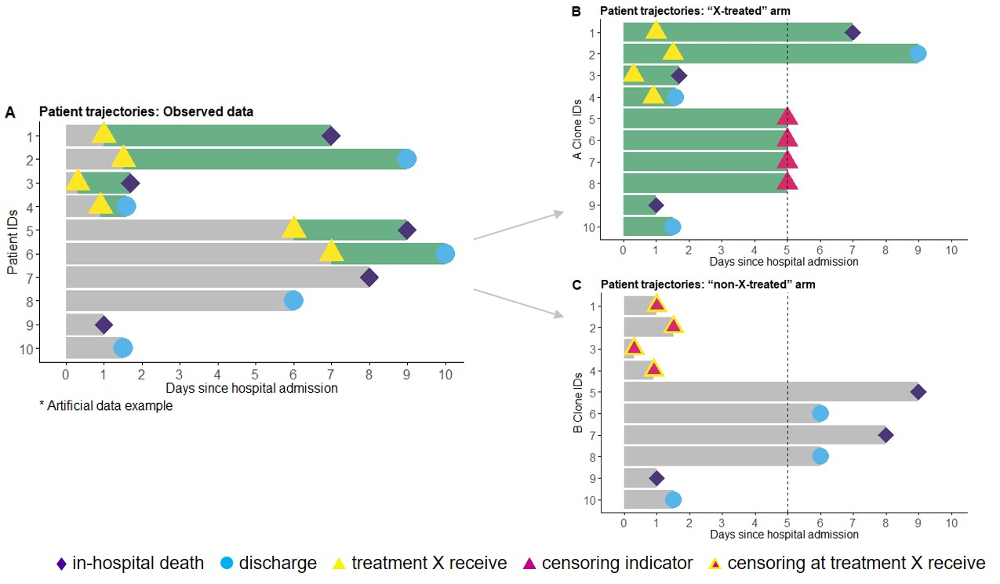 A
Patient trajectories: Observed data
Patient IDs
1
2
3
4
5
6
7
8
9
10
0 1 2 3 4 5 6 7 8 9 10
Days since hospital admission
* Artificial data example
B
Patient trajectories: “X-treated” arm
A Clone IDs
1
2
3
4
5
6
7
8
9
10
0 1 2 3 4 5 6 7 8 9 10
Days since hospital admission
C
Patient trajectories: “non-X-treated” arm
B Clone IDs
1
2
3
4
5
6
7
8
9
10
0 1 2 3 4 5 6 7 8 9 10
Days since hospital admission
in-hospital death discharge treatment X receive censoring indicator censoring at treatment X receive